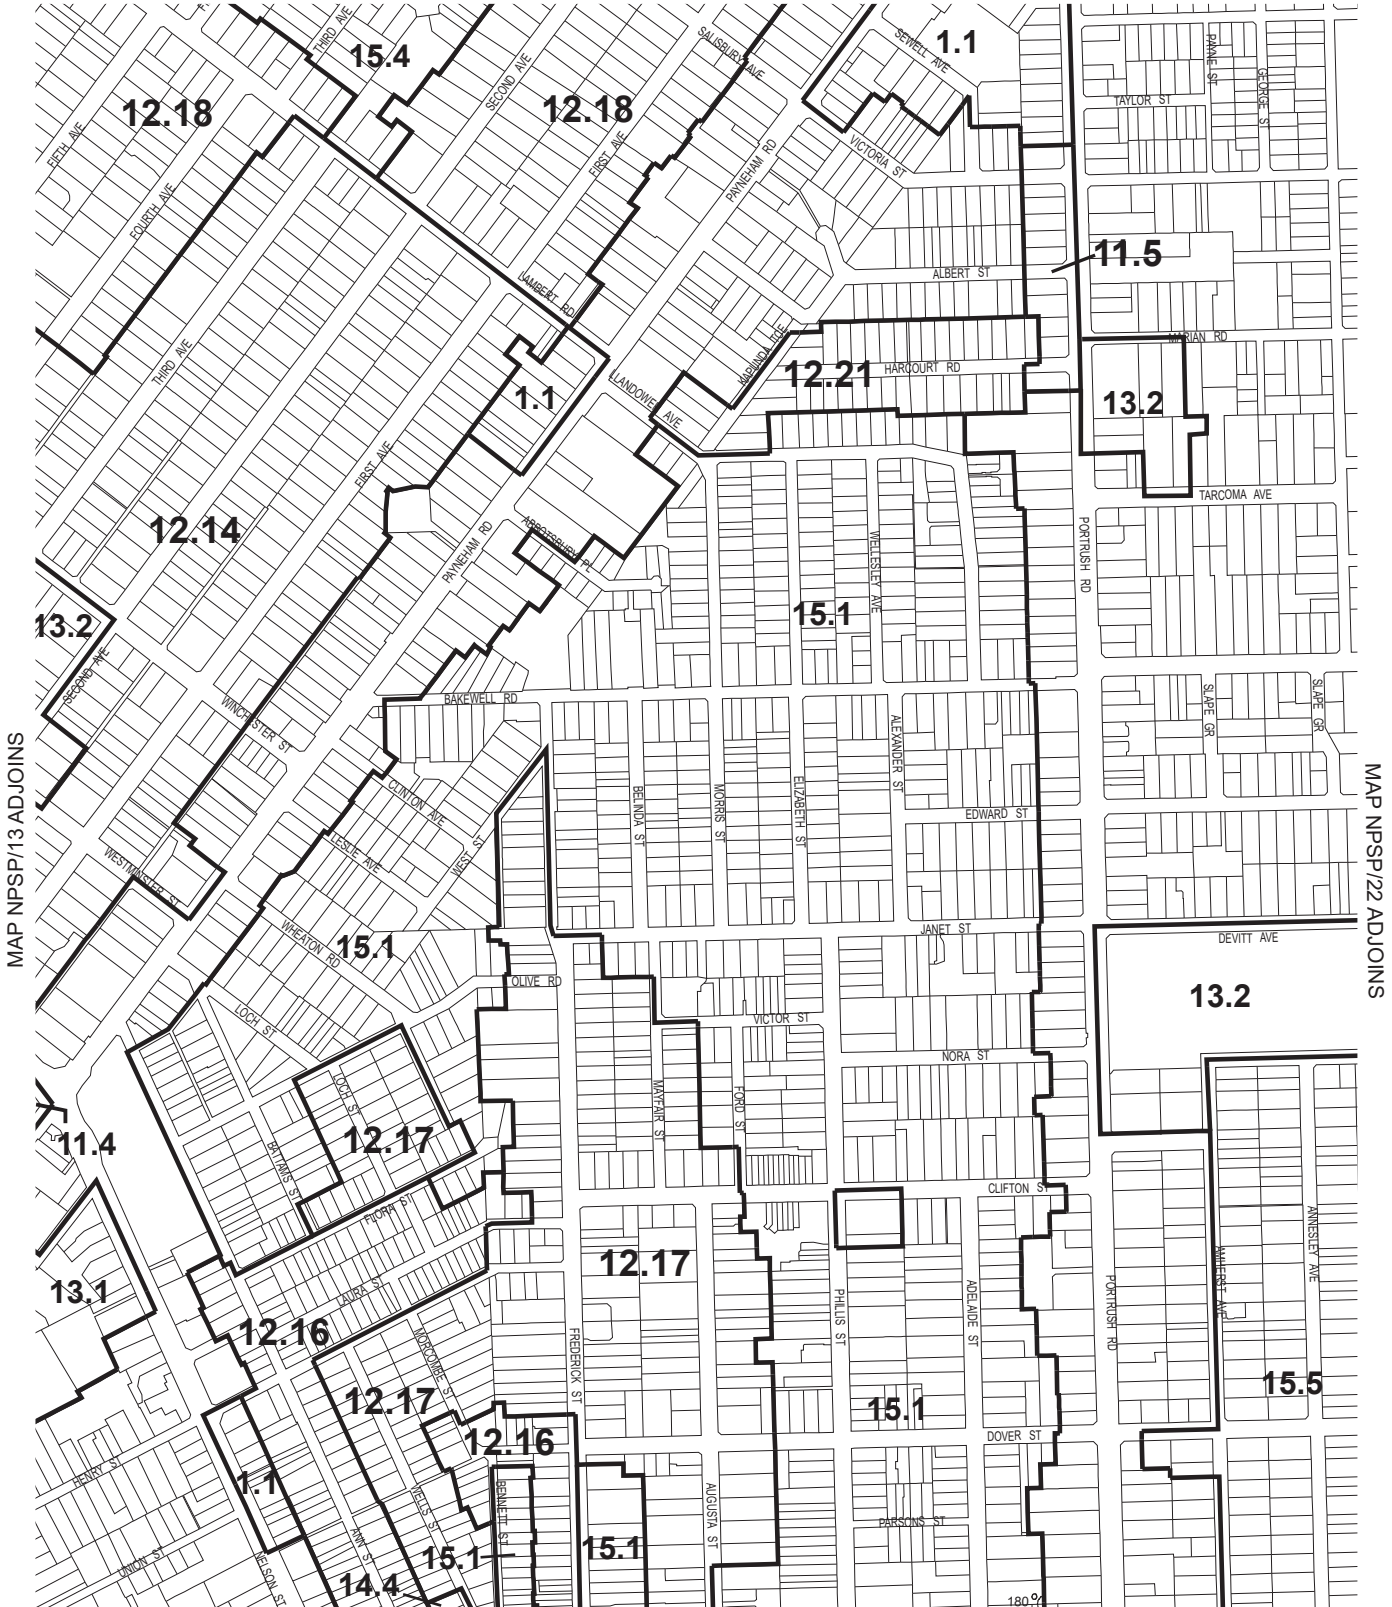 THIRD AVE
15.4
SALISBURY AVE
SEWELL AVE
1.1
PAYNE ST
GEORGE ST
SECOND AVE
12.18
12.18
TAYLOR ST
FIFTH AVE
FIRST AVE
VICTORIA ST
PAYNEHAM RD
FOURTH AVE
11.5
ALBERT ST
LAMBERT RD
MARIAN RD
THIRD AVE
KAPUNDA TCE
12.21
HARCOURT RD
LLANDOWER AVE
1.1
13.2
FIRST AVE
TARCOMA AVE
12.14
ABBOTSBURY PL
PAYNEHAM RD
PORTRUSH RD
WELLESLEY AVE
15.1
13.2
SECOND AVE
BAKEWELL RD
SLAPE GR
SLAPE GR
WINCHESTER ST
ALEXANDER ST
MAP NPSP/13 ADJOINS
MAP NPSP/22 ADJOINS
CLINTON AVE
BELINDA ST
MORRIS ST
ELIZABETH ST
EDWARD ST
LESLIE AVE
WEST ST
WESTMINSTER ST
WHEATON RD
15.1
JANET ST
DEVITT AVE
OLIVE RD
13.2
LOCH ST
VICTOR ST
NORA ST
LOCH ST
MAYFAIR ST
FORD ST
11.4
12.17
BATTAMS ST
CLIFTON ST
FLORA ST
ANNESLEY AVE
12.17
AMHERST AVE
13.1
LAURA ST
PHILLIS ST
ADELAIDE ST
PORTRUSH RD
12.16
MORCOMBE ST
FREDERICK ST
12.17
15.5
15.1
12.16
DOVER ST
HENRY ST
1.1
BENNETT ST
WELLS ST
AUGUSTA ST
PARSONS ST
ANN ST
15.1
15.1
UNION ST
NELSON ST
14.4
180°